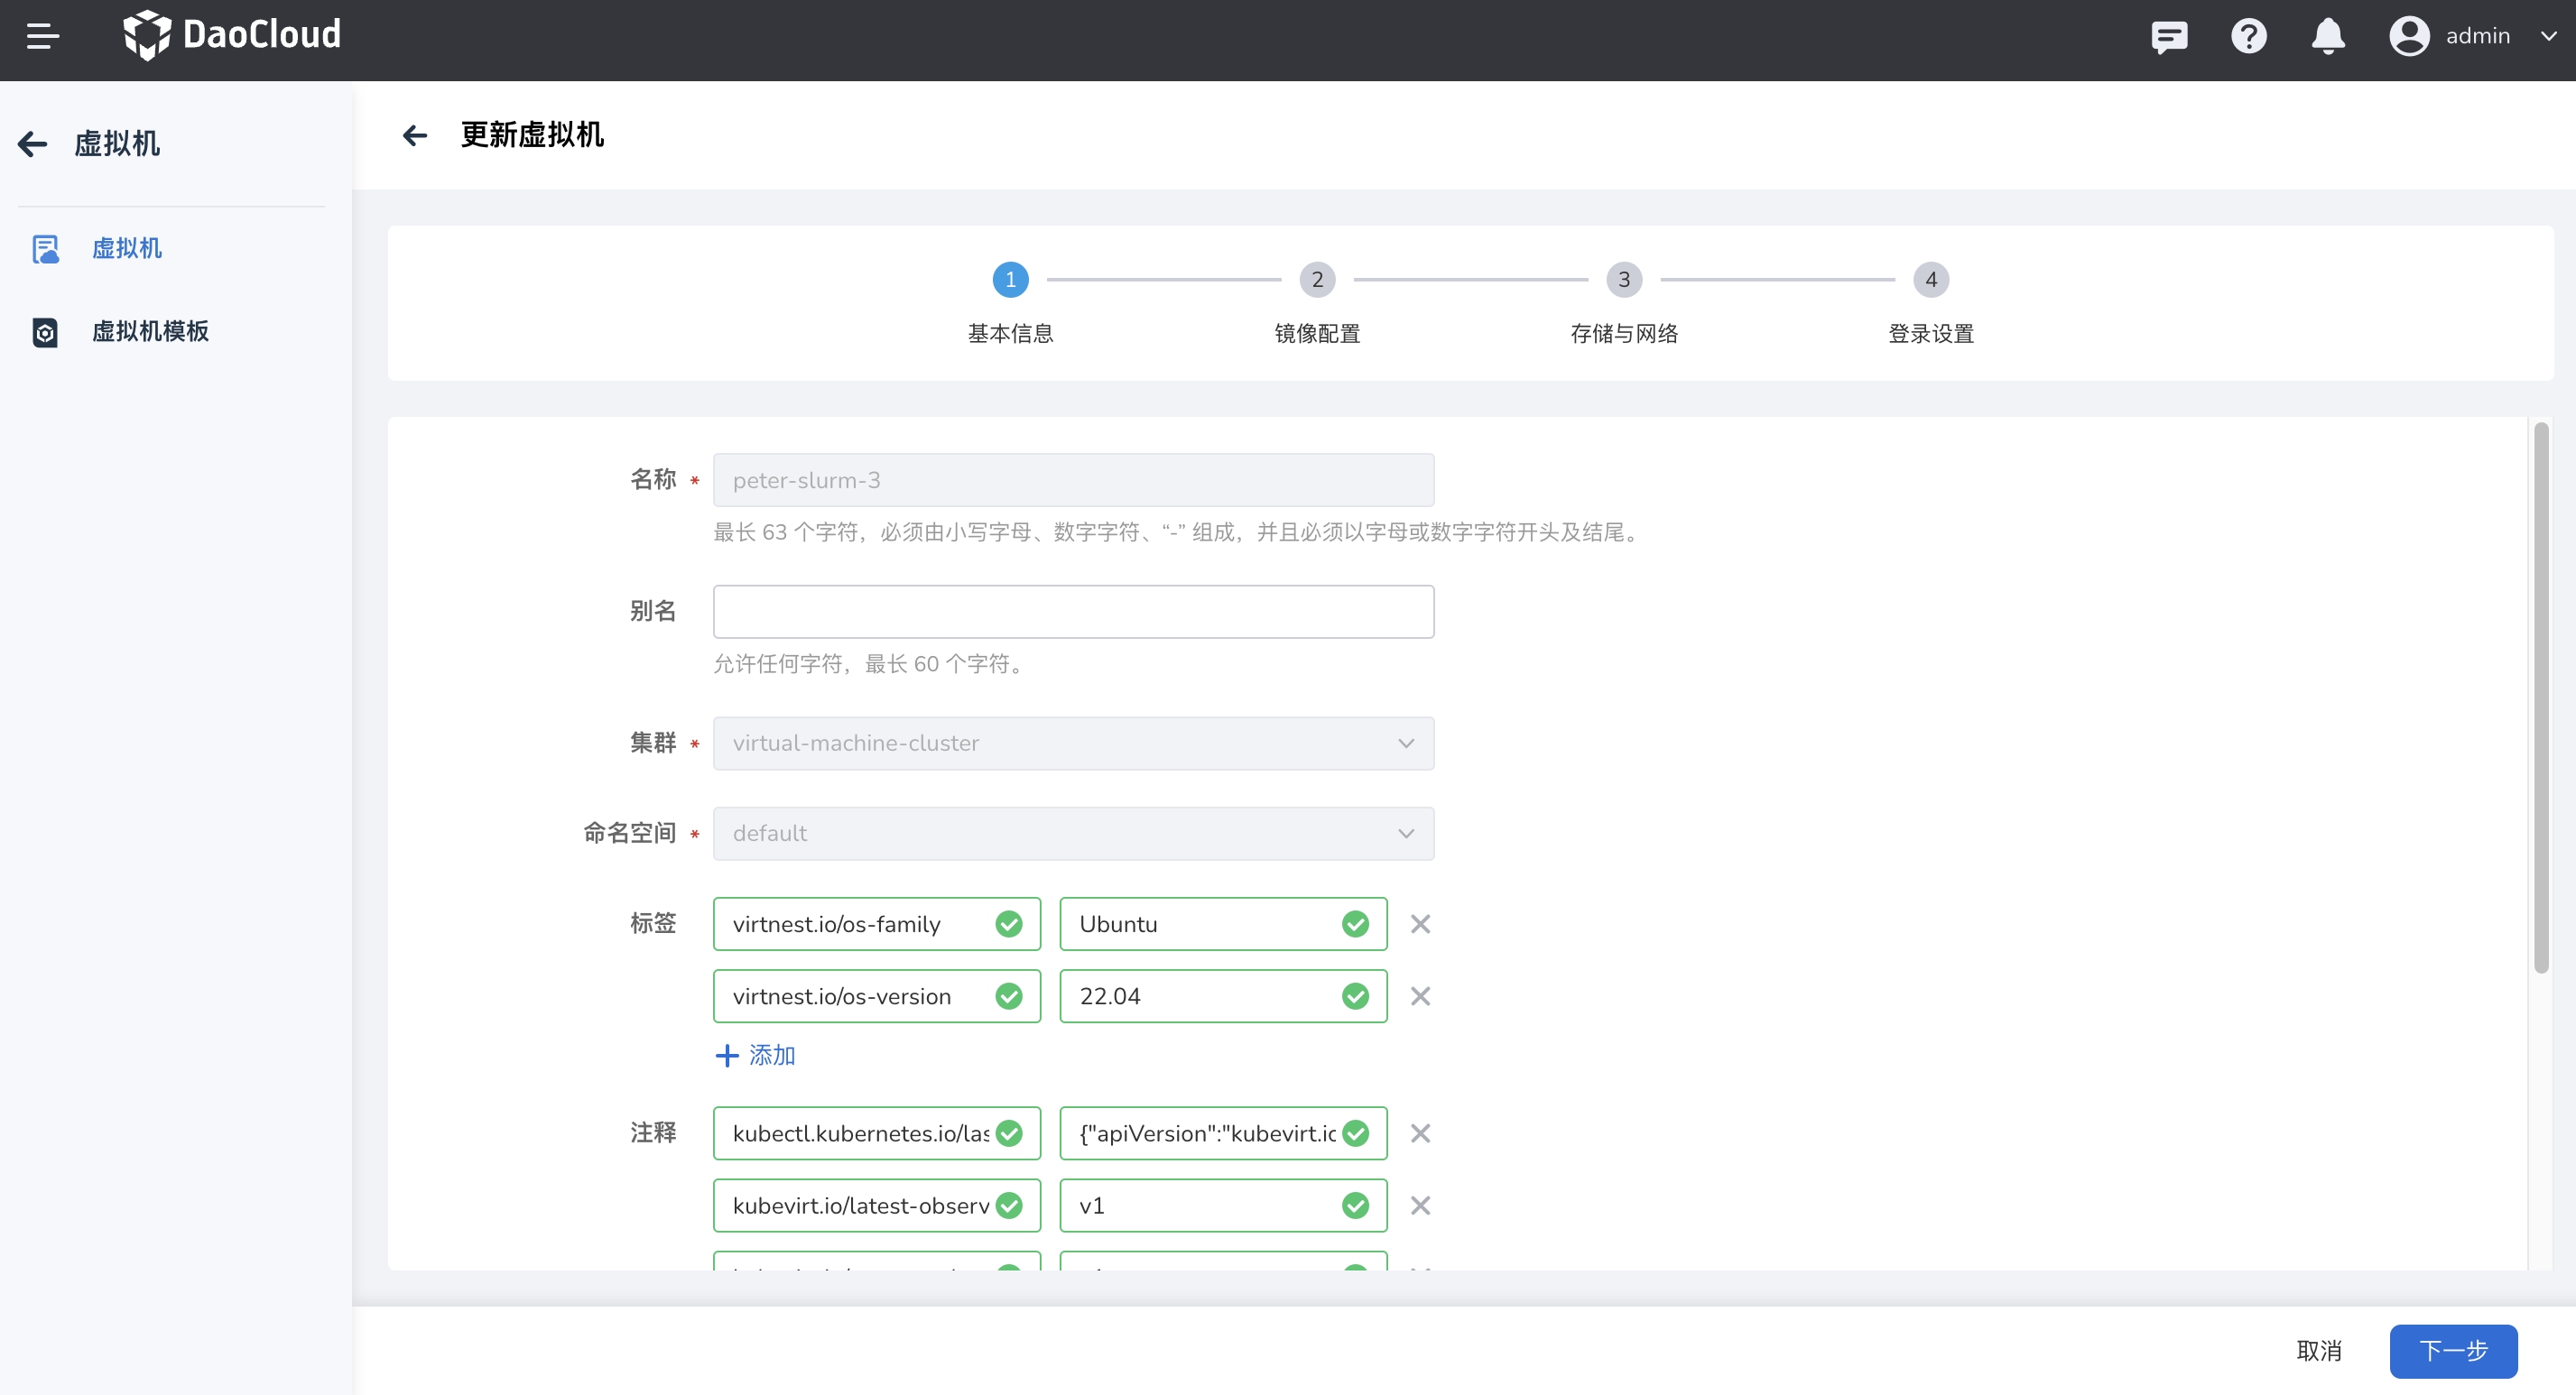 DaoCloud
admin
虚拟机
虚拟机
虚拟机模板
更新虚拟机
1 2 3 4
基本信息 镜像配置 存储与网络 登录设置
名称 * peter-slurm-3
最长 63 个字符，必须由小写字母、数字字符、“-” 组成，并且必须以字母或数字字符开头及结尾。
别名
允许任何字符，最长 60 个字符。
集群 * virtual-machine-cluster
命名空间 * default
标签 virtnest.io/os-family Ubuntu
virtnest.io/os-version 22.04
添加
注释 kubectl.kubernetes.io/las {"apiVersion":"kubevirt.io
kubevirt.io/latest-observ v1
取消 下一步